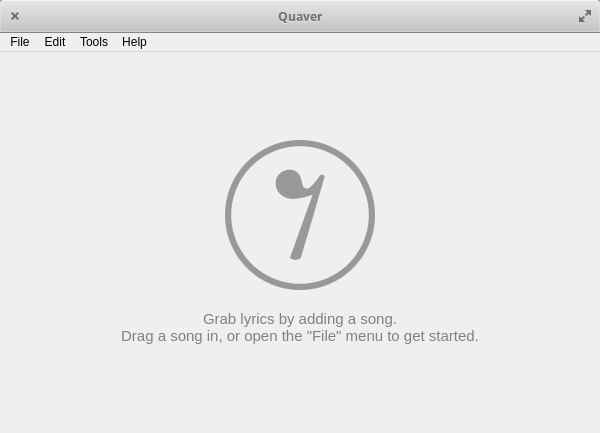 Quaver
File Edit Tools Help
Grab lyrics by adding a song.
Drag a song in, or open the "File" menu to get started.